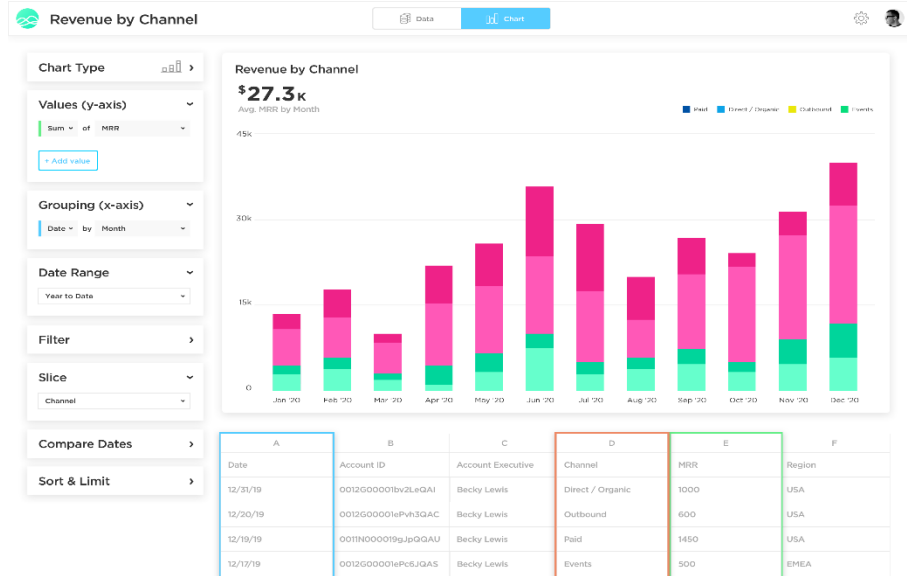 Revenue by Channel
Data
Chart
Chart Type
Values (y-axis)
Sum of MRR
+ Add value
Grouping (x-axis)
Date by Month
Date Range
Year to Date
Filter
Slice
Channel
Compare Dates
Sort & Limit
Revenue by Channel
$27.3K
Avg. MRR by Month
Paid Direct / Organic Outbound Events
45k
30k
15k
0
Jan '20 Feb '20 Mar '20 Apr '20 May '20 Jun '20 Jul '20 Aug '20 Sep '20 Oct '20 Nov '20 Dec '20
A B C D E F
Date Account ID Account Executive Channel MRR Region
12/31/19 0012G00001bv2LeQAI Becky Lewis Direct / Organic 1000 USA
12/20/19 0012G00001ePvh3QAC Becky Lewis Outbound 600 USA
12/19/19 0011N000019gJpQQAU Becky Lewis Paid 1450 USA
12/17/19 0012G00001ePc6JQAS Becky Lewis Events 500 EMEA